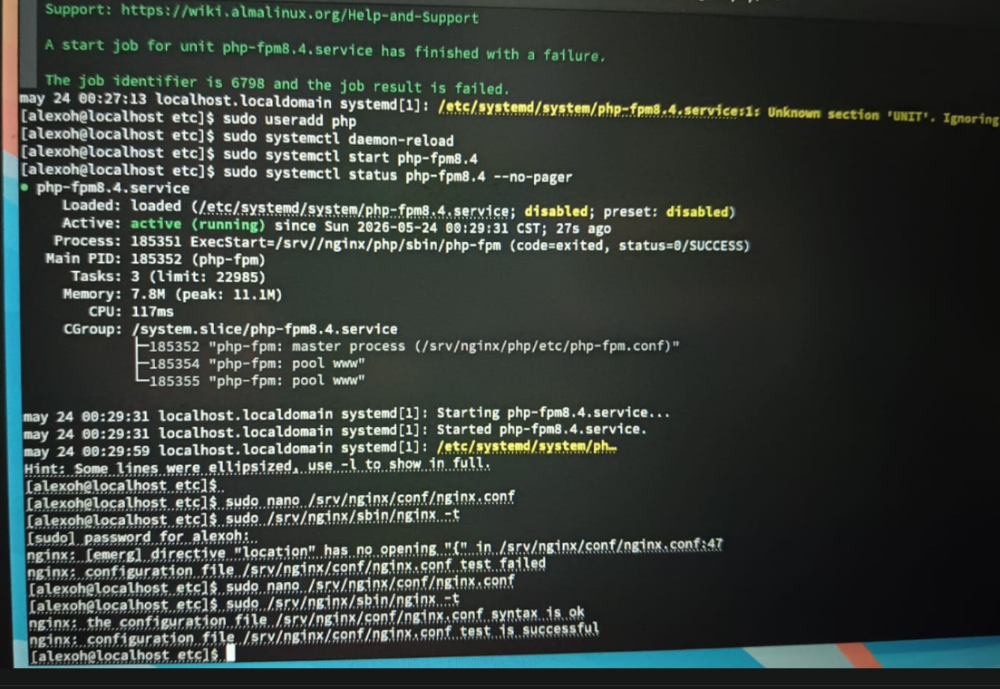 Support: https://wiki.almalinux.org/Help-and-Support
A start job for unit php-fpm8.4.service has finished with a failure.
The job identifier is 6798 and the job result is failed.
may 24 00:27:13 localhost.localdomain systemd[1]: /etc/systemd/system/php-fpm8.4.service:1: Unknown section 'UNIT'. Ignoring
[alexoh@localhost etc]$ sudo useradd php
[alexoh@localhost etc]$ sudo systemctl daemon-reload
[alexoh@localhost etc]$ sudo systemctl start php-fpm8.4
[alexoh@localhost etc]$ sudo systemctl status php-fpm8.4 --no-pager
● php-fpm8.4.service
Loaded: loaded (/etc/systemd/system/php-fpm8.4.service; disabled; preset: disabled)
Active: active (running) since Sun 2026-05-24 00:29:31 CST; 27s ago
Process: 185351 ExecStart=/srv//nginx/php/sbin/php-fpm (code=exited, status=0/SUCCESS)
Main PID: 185352 (php-fpm)
Tasks: 3 (limit: 22985)
Memory: 7.8M (peak: 11.1M)
CPU: 117ms
CGroup: /system.slice/php-fpm8.4.service
├─185352 "php-fpm: master process (/srv/nginx/php/etc/php-fpm.conf)"
├─185354 "php-fpm: pool www"
└─185355 "php-fpm: pool www"
may 24 00:29:31 localhost.localdomain systemd[1]: Starting php-fpm8.4.service...
may 24 00:29:31 localhost.localdomain systemd[1]: Started php-fpm8.4.service.
may 24 00:29:59 localhost.localdomain systemd[1]: /etc/systemd/system/ph…
Hint: Some lines were ellipsized, use -l to show in full.
[alexoh@localhost etc]$
[alexoh@localhost etc]$ sudo nano /srv/nginx/conf/nginx.conf
[alexoh@localhost etc]$ sudo /srv/nginx/sbin/nginx -t
[sudo] password for alexoh:
nginx: [emerg] directive "location" has no opening "{" in /srv/nginx/conf/nginx.conf:47
nginx: configuration file /srv/nginx/conf/nginx.conf test failed
[alexoh@localhost etc]$ sudo nano /srv/nginx/conf/nginx.conf
[alexoh@localhost etc]$ sudo /srv/nginx/sbin/nginx -t
nginx: the configuration file /srv/nginx/conf/nginx.conf syntax is ok
nginx: configuration file /srv/nginx/conf/nginx.conf test is successful
[alexoh@localhost etc]$